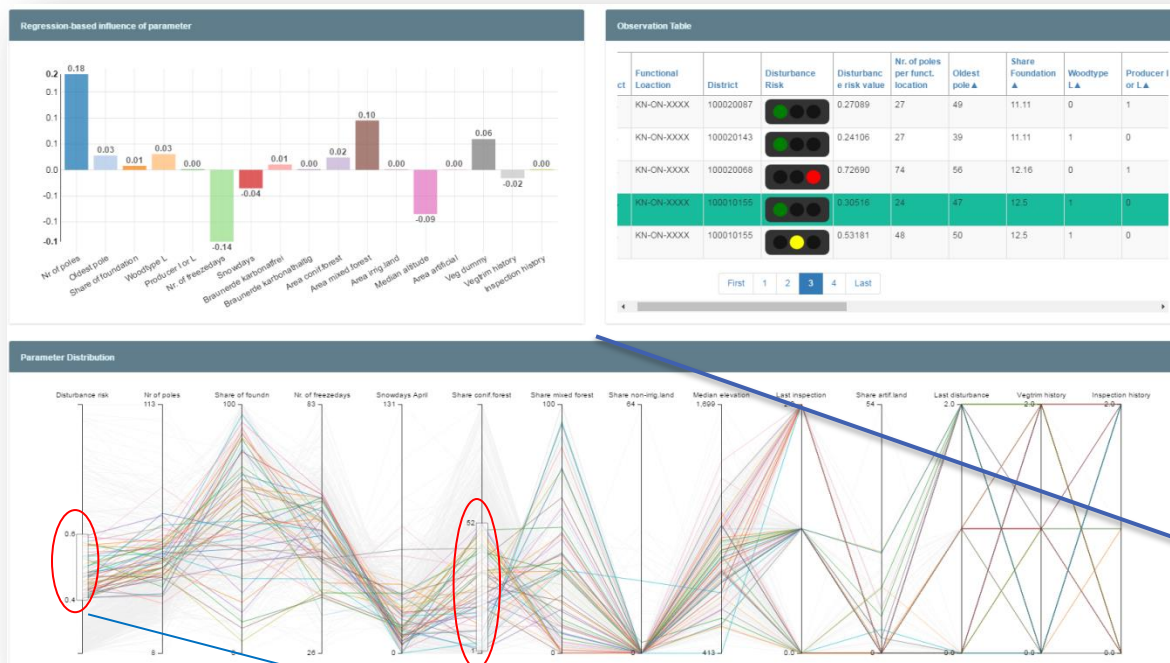 Regression-based influence of parameter
0.2
0.1
0.1
0.0
-0.1
-0.1
-0.1
0.18
0.03
0.01
0.03
0.00
-0.14
-0.04
0.01
0.00
0.02
0.10
0.00
-0.09
0.00
0.06
-0.02
0.00
Nr of poles
Oldest pole
Share of foundation
Woodtype L
Producer I or L
Nr. of freezedays
Snowdays
Braunerde karbonatfrei
Braunerde karbonathaltig
Area conif.forest
Area mixed forest
Area irrig.land
Median altitude
Area artificial
Veg dummy
Vegtrim history
Inspection history
Observation Table
ct
Functional Loaction
District
Disturbance Risk
Disturbanc e risk value
Nr. of poles per funct. location
Oldest pole ▲
Share Foundation ▲
Woodtype L▲
Producer I or L▲
KN-ON-XXXX 100020087 0.27089 27 49 11.11 0 1
KN-ON-XXXX 100020143 0.24106 27 39 11.11 1 0
KN-ON-XXXX 100020068 0.72690 74 56 12.16 0 1
KN-ON-XXXX 100010155 0.30516 24 47 12.5 1 0
KN-ON-XXXX 100010155 0.53181 48 50 12.5 1 0
First 1 2 3 4 Last
Parameter Distribution
Disturbance risk Nr of poles Share of foundn Nr. of freezedays Snowdays April Share conif.forest Share mixed forest Share non-irrig.land Median elevation Last inspection Share artif.land Last disturbance Vegtrim history Inspection history
113 100 83 131 100 64 1,699 2.0 54 2.0 2.0 2.0
52
0.6
0.4
1
8 0 26 0 0 0 413 0.0 0 0.0 0.0 0.0